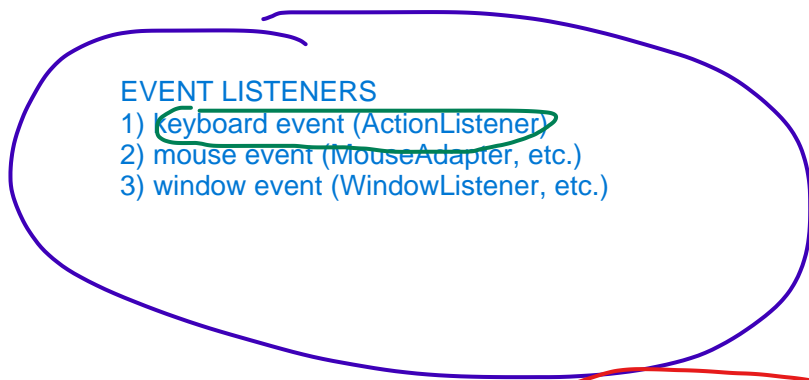 EVENT LISTENERS
1) keyboard event (ActionListener)
2) mouse event (MouseAdapter, etc.)
3) window event (WindowListener, etc.)